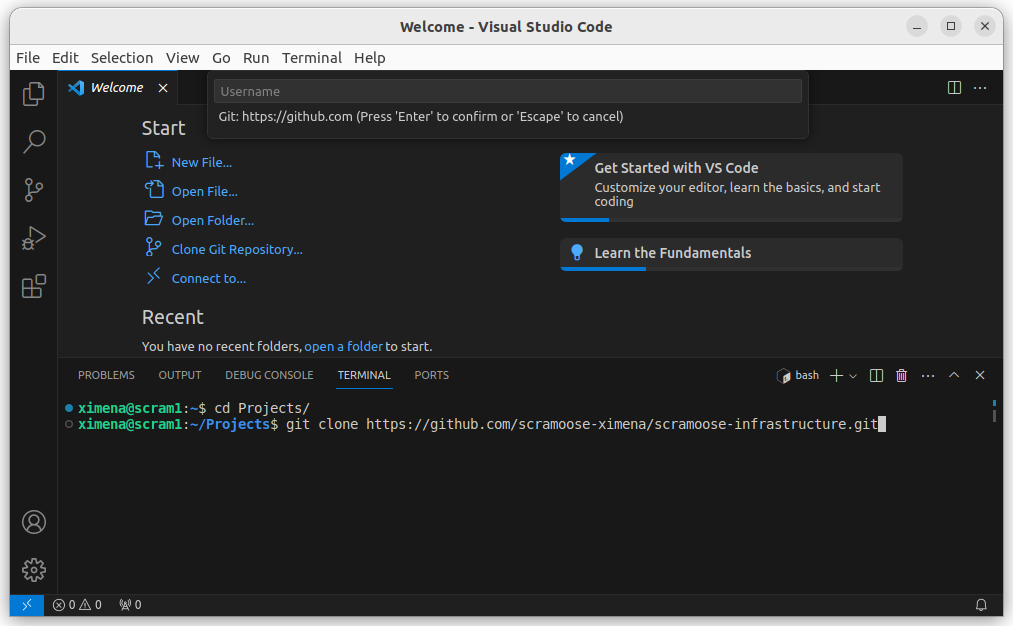 Welcome - Visual Studio Code
File Edit Selection View Go Run Terminal Help
Welcome
Username
Git: https://github.com (Press 'Enter' to confirm or 'Escape' to cancel)
Start
New File...
Open File...
Open Folder...
Clone Git Repository...
Connect to...
Recent
You have no recent folders, open a folder to start.
Get Started with VS Code
Customize your editor, learn the basics, and start
coding
Learn the Fundamentals
PROBLEMS OUTPUT DEBUG CONSOLE TERMINAL PORTS
bash
ximena@scram1:~$ cd Projects/
ximena@scram1:~/Projects$ git clone https://github.com/scramoose-ximena/scramoose-infrastructure.git
0 0 0